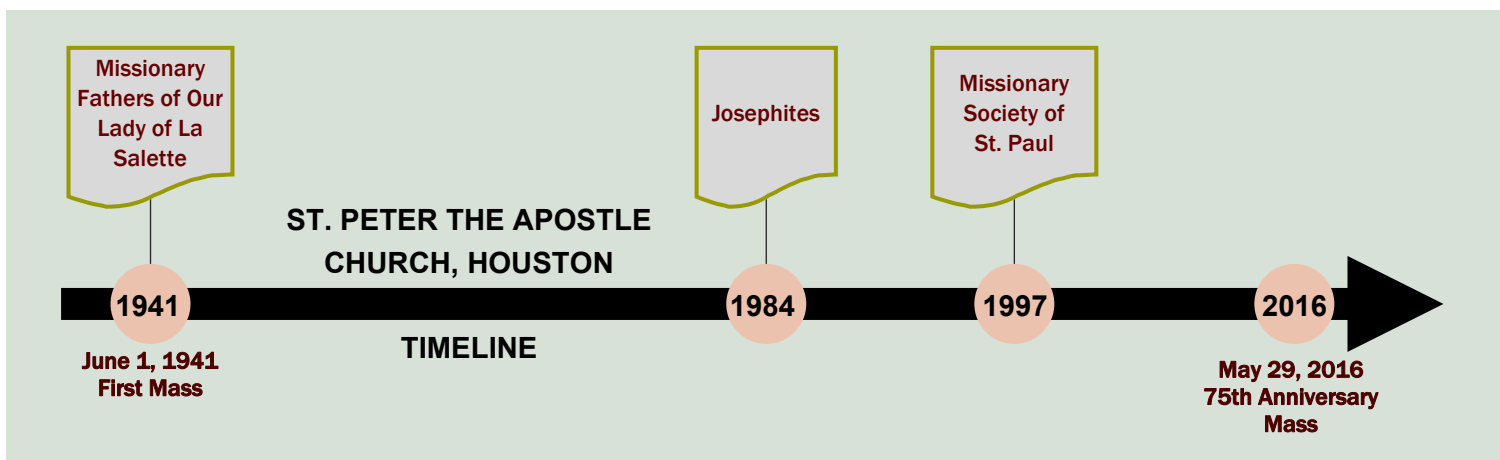 Missionary
Fathers of Our
Lady of La
Salette
Josephites
Missionary
Society of
St. Paul
ST. PETER THE APOSTLE
CHURCH, HOUSTON
1941
1984
1997
2016
TIMELINE
June 1, 1941
First Mass
May 29, 2016
75th Anniversary
Mass